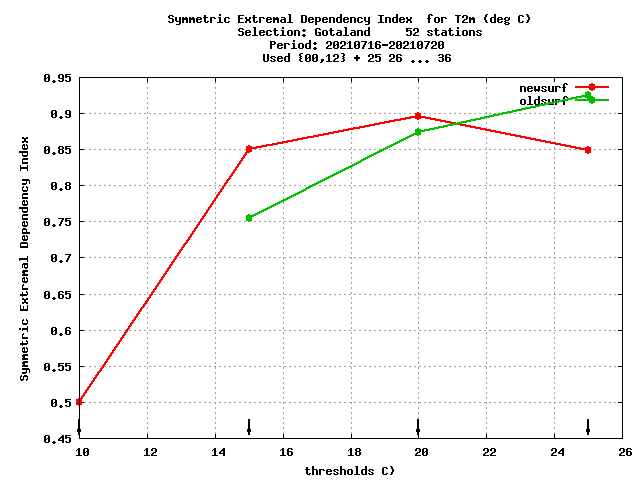 Symmetric Extremal Dependency Index  for T2m (deg C)
Selection: Gotaland     52 stations
Period: 20210716-20210720
Used {00,12} + 25 26 ... 36
newsurf
oldsurf
Symmetric Extremal Dependency Index
0.95
0.9
0.85
0.8
0.75
0.7
0.65
0.6
0.55
0.5
0.45
10 12 14 16 18 20 22 24 26
thresholds C)